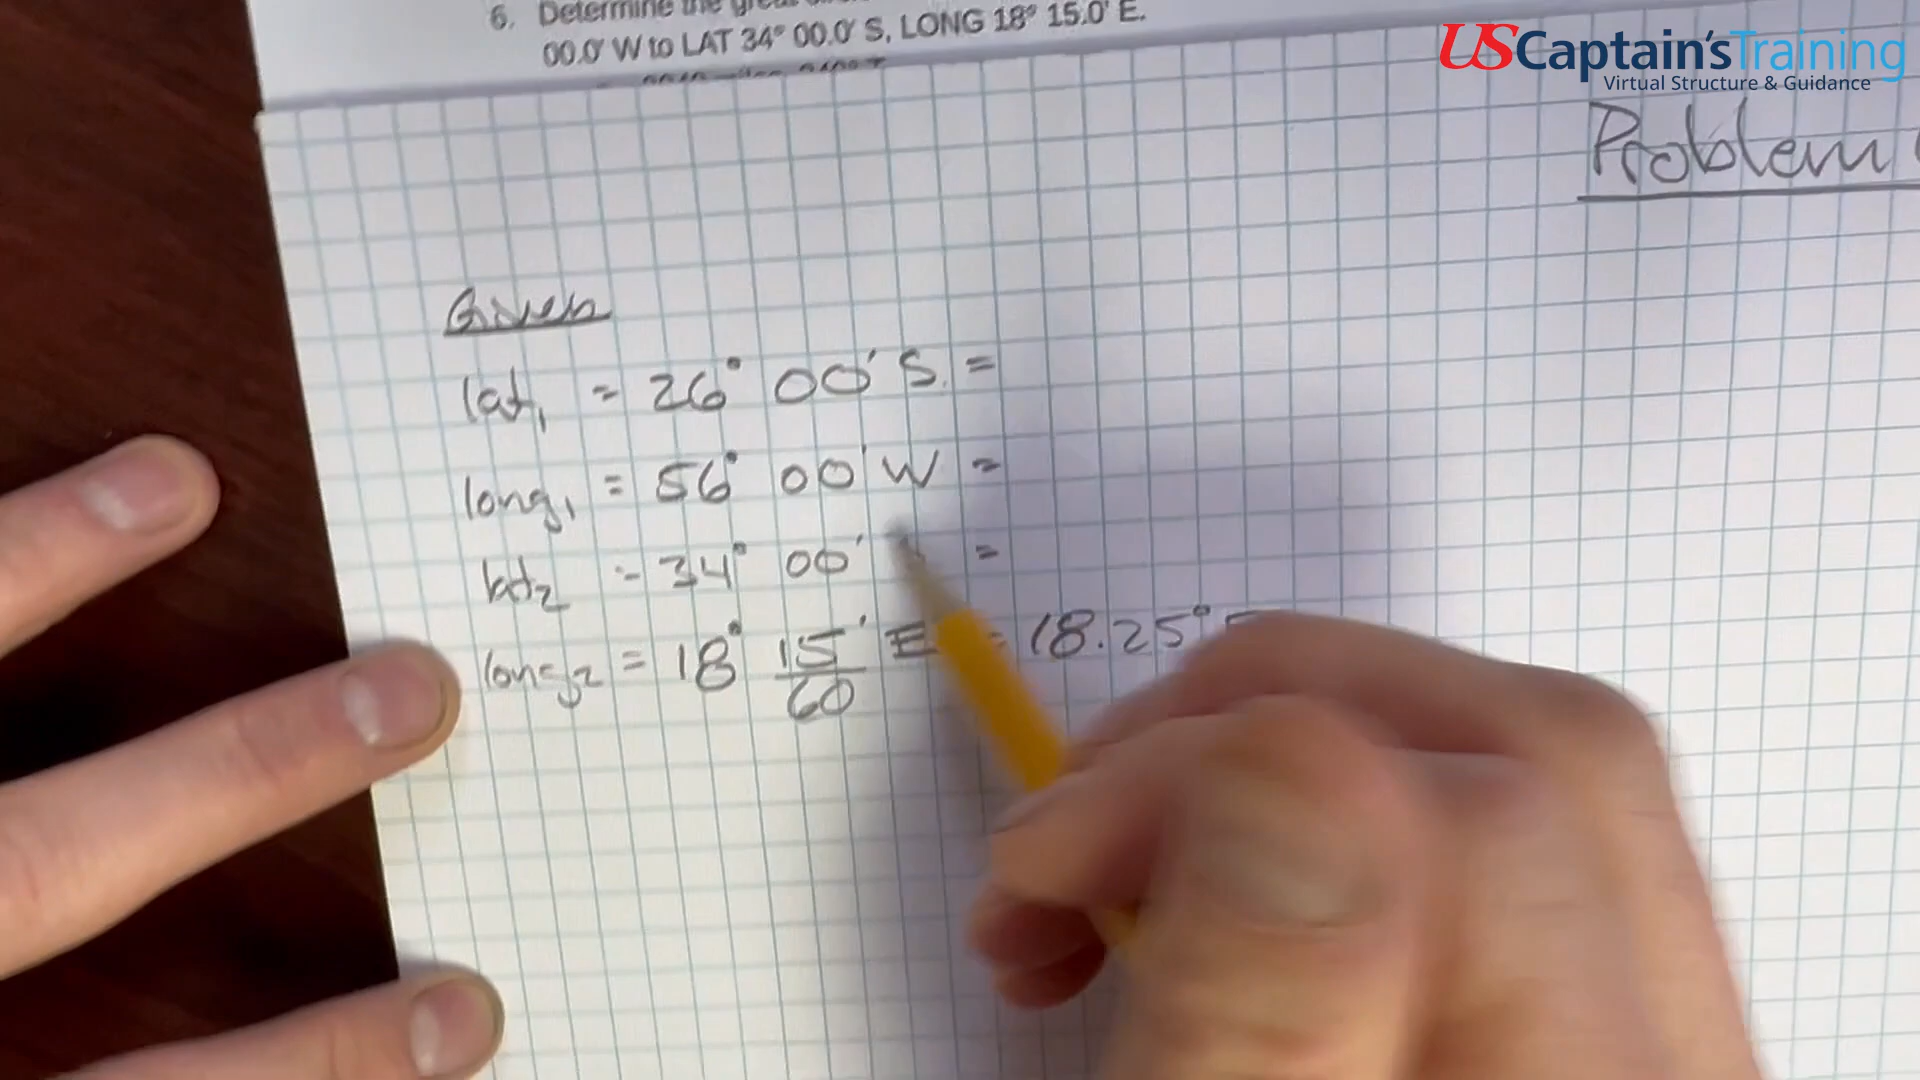 6. Determine the great
00.0' W to LAT 34° 00.0' S, LONG 18° 15.0' E.
USCaptain'sTraining
Virtual Structure & Guidance
Problem
Given
lat₁ = 26° 00' S. =
long₁ = 56° 00' W =
lat₂ = 34° 00' =
long₂ = 18° 15'/60 E = 18.25°